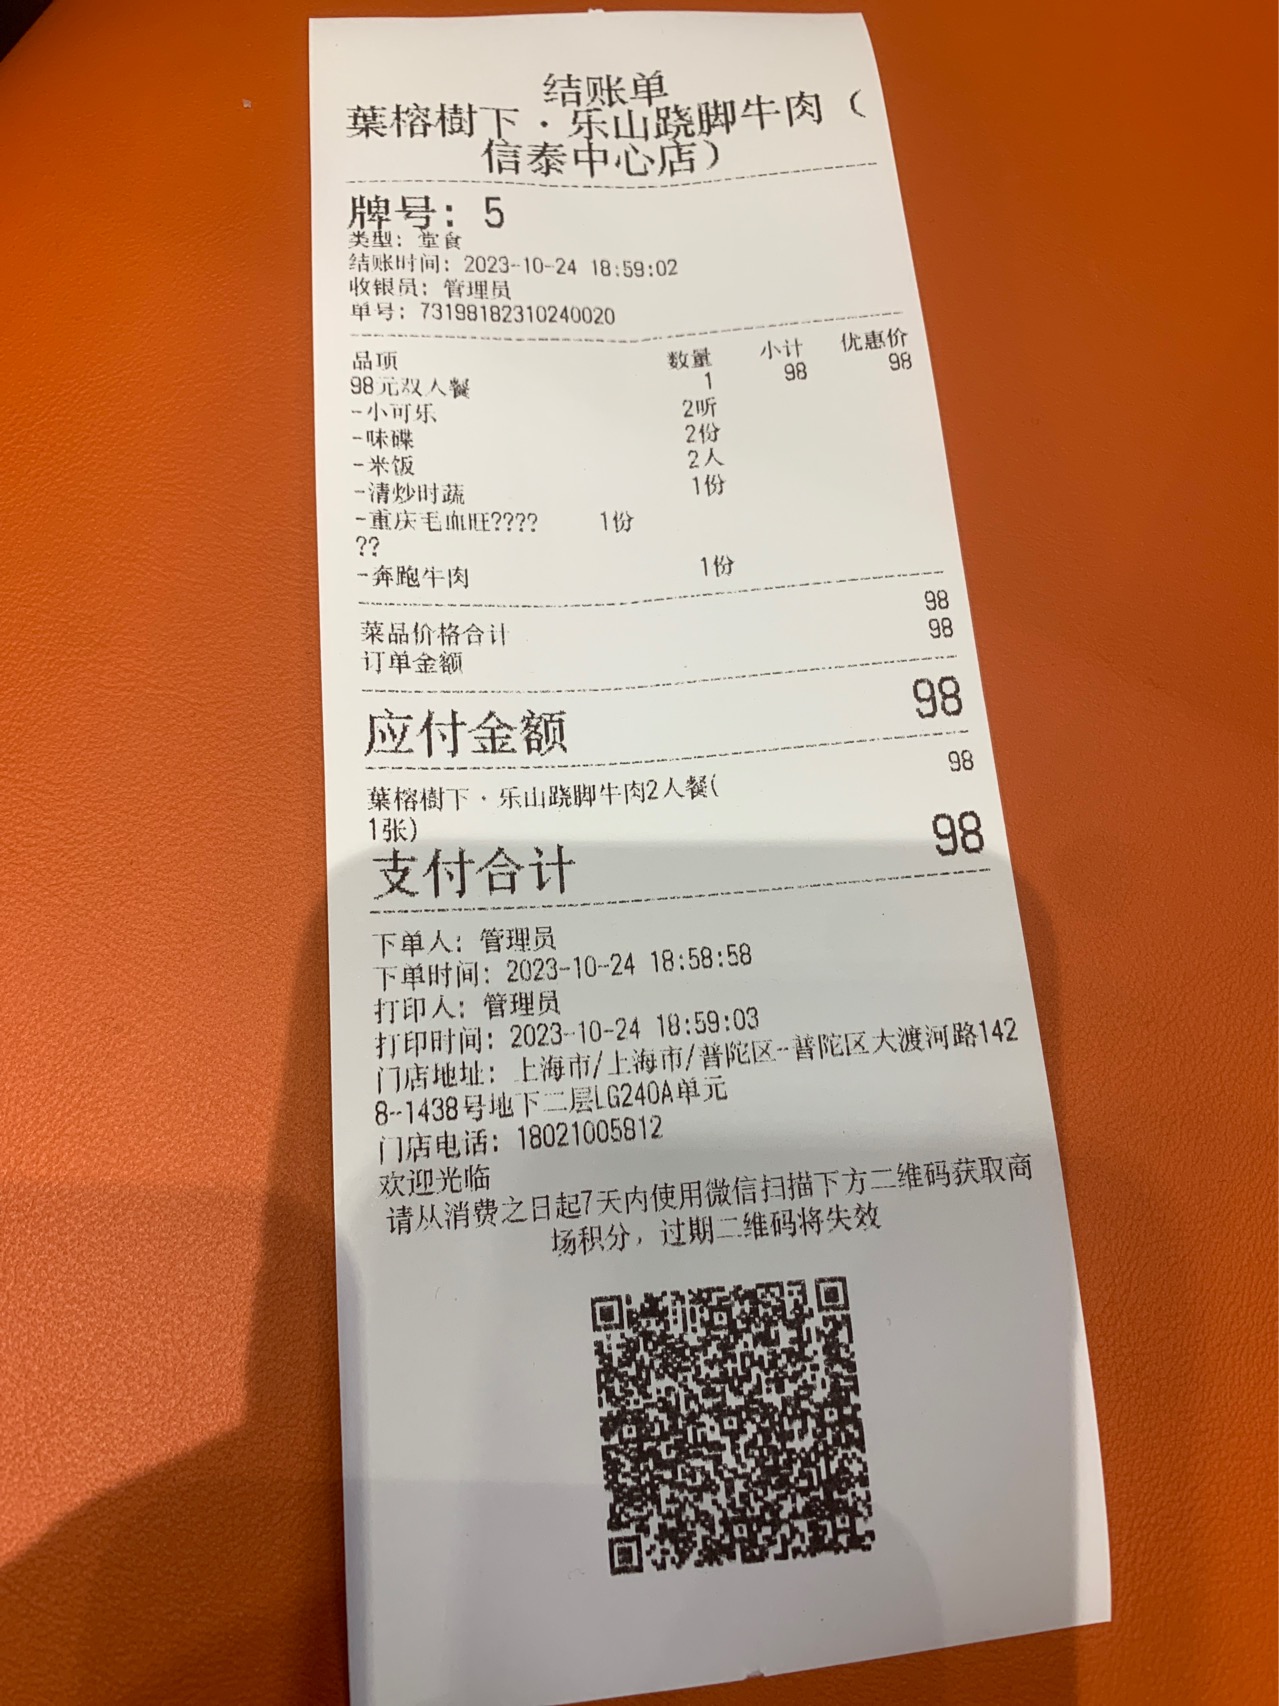 结账单
葉榕樹下·乐山跷脚牛肉（
信泰中心店）
牌号: 5
类型: 堂食
结账时间: 2023-10-24 18:59:02
收银员: 管理员
单号: 73198182310240020
品项 数量 小计 优惠价
98元双人餐 1 98 98
-小可乐 2听
-味碟 2份
-米饭 2人
-清炒时蔬 1份
-重庆毛血旺???? 1份
??
-奔跑牛肉 1份
菜品价格合计 98
订单金额 98
应付金额 98
葉榕樹下·乐山跷脚牛肉2人餐( 98
1张)
支付合计 98
下单人: 管理员
下单时间: 2023-10-24 18:58:58
打印人: 管理员
打印时间: 2023-10-24 18:59:03
门店地址: 上海市/上海市/普陀区-普陀区大渡河路142
8-1438号地下二层LG240A单元
门店电话: 18021005812
欢迎光临
请从消费之日起7天内使用微信扫描下方二维码获取商
场积分，过期二维码将失效